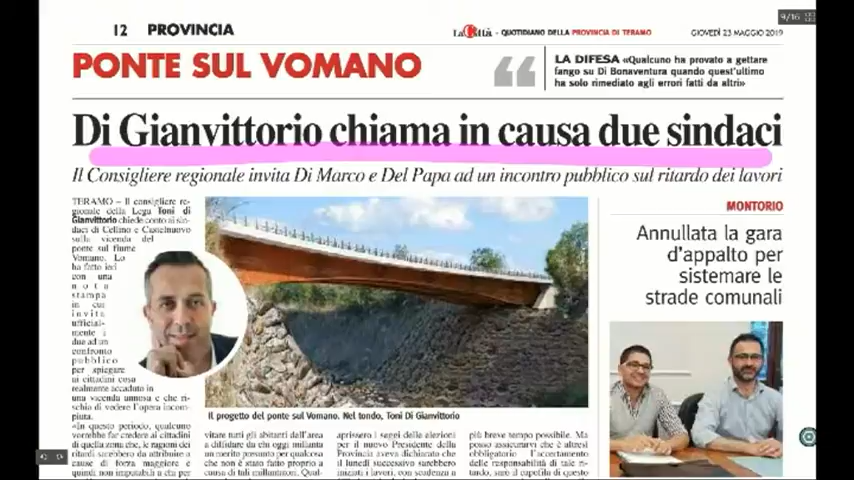 9/16
12 PROVINCIA
La Città - QUOTIDIANO DELLA PROVINCIA DI TERAMO
GIOVEDÌ 23 MAGGIO 2019
PONTE SUL VOMANO
LA DIFESA «Qualcuno ha provato a gettare
fango su Di Bonaventura quando quest'ultimo
ha solo rimediato agli errori fatti da altri»
Di Gianvittorio chiama in causa due sindaci
Il Consigliere regionale invita Di Marco e Del Papa ad un incontro pubblico sul ritardo dei lavori
TERAMO – Il consigliere re-
gionale della Lega Toni di
Gianvittorio chiede conto ai sin-
daci di Cellino e Castelnuovo
sulla vicenda del
ponte sul fiume
Vomano. Lo
ha fatto ieri
con una
nota
stampa
in cui
invita
ufficial-
mente i
due ad un
confronto
pubblico
per spiegare
ai cittadini cosa
realmente accaduto in
una vicenda annosa e che ri-
schia di vedere l'opera incom-
piuta.
«In questo periodo, qualcuno
vorrebbe far credere ai cittadini
di quella zona che, le ragioni dei
ritardi sarebbero da attribuire a
cause di forza maggiore e
quindi non imputabili a chi per
Il progetto del ponte sul Vomano. Nel tondo, Toni Di Gianvittorio
vitare tutti gli abitanti dell'area
a diffidare da chi oggi millanta
un merito presunto per qualcosa
che non è stato fatto proprio a
causa di tali millantatori. Qual-
aprissero i seggi delle elezioni
per il nuovo Presidente della
Provincia aveva dichiarato che
il lunedì successivo sarebbero
iniziati i lavori, con scadenza a
più breve tempo possibile. Ma
posso assicurarvi che è altresì
obbligatorio l'accertamento
delle responsabilità di tale ri-
tardo, sarò il capofila di questo
MONTORIO
Annullata la gara
d'appalto per
sistemare le
strade comunali